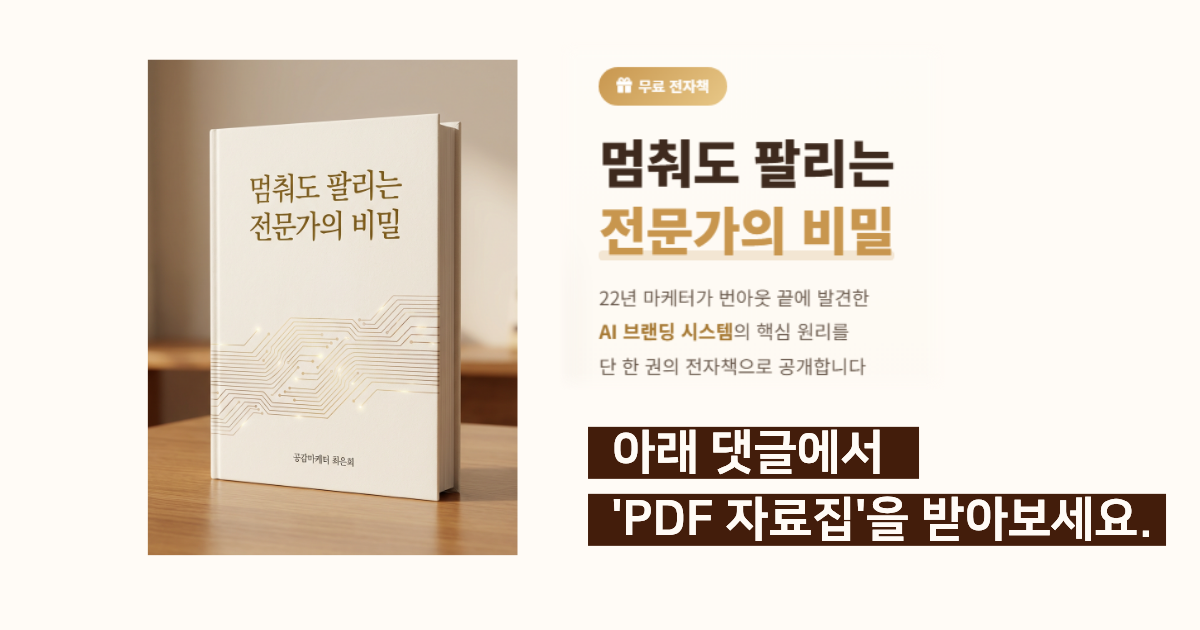 멈춰도 팔리는
전문가의 비밀
공감마케터 최은희
무료 전자책
멈춰도 팔리는
전문가의 비밀
22년 마케터가 번아웃 끝에 발견한
AI 브랜딩 시스템의 핵심 원리를
단 한 권의 전자책으로 공개합니다
아래 댓글에서
'PDF 자료집'을 받아보세요.